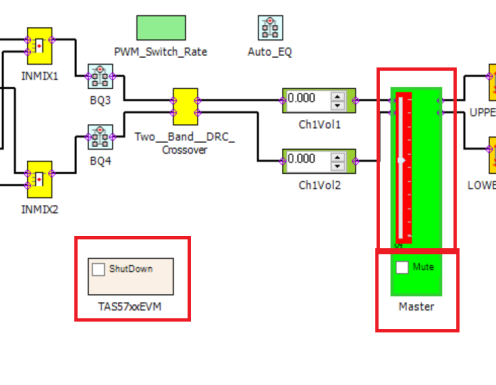 PWM_Switch_Rate
Auto_EQ
INMIX1
BQ3
0.000
Ch1Vol1
UPPE
Two__Band__DRC_
Crossover
BQ4
0.000
Ch1Vol2
LOWE
INMIX2
ShutDown
Mute
TAS57xxEVM
Master